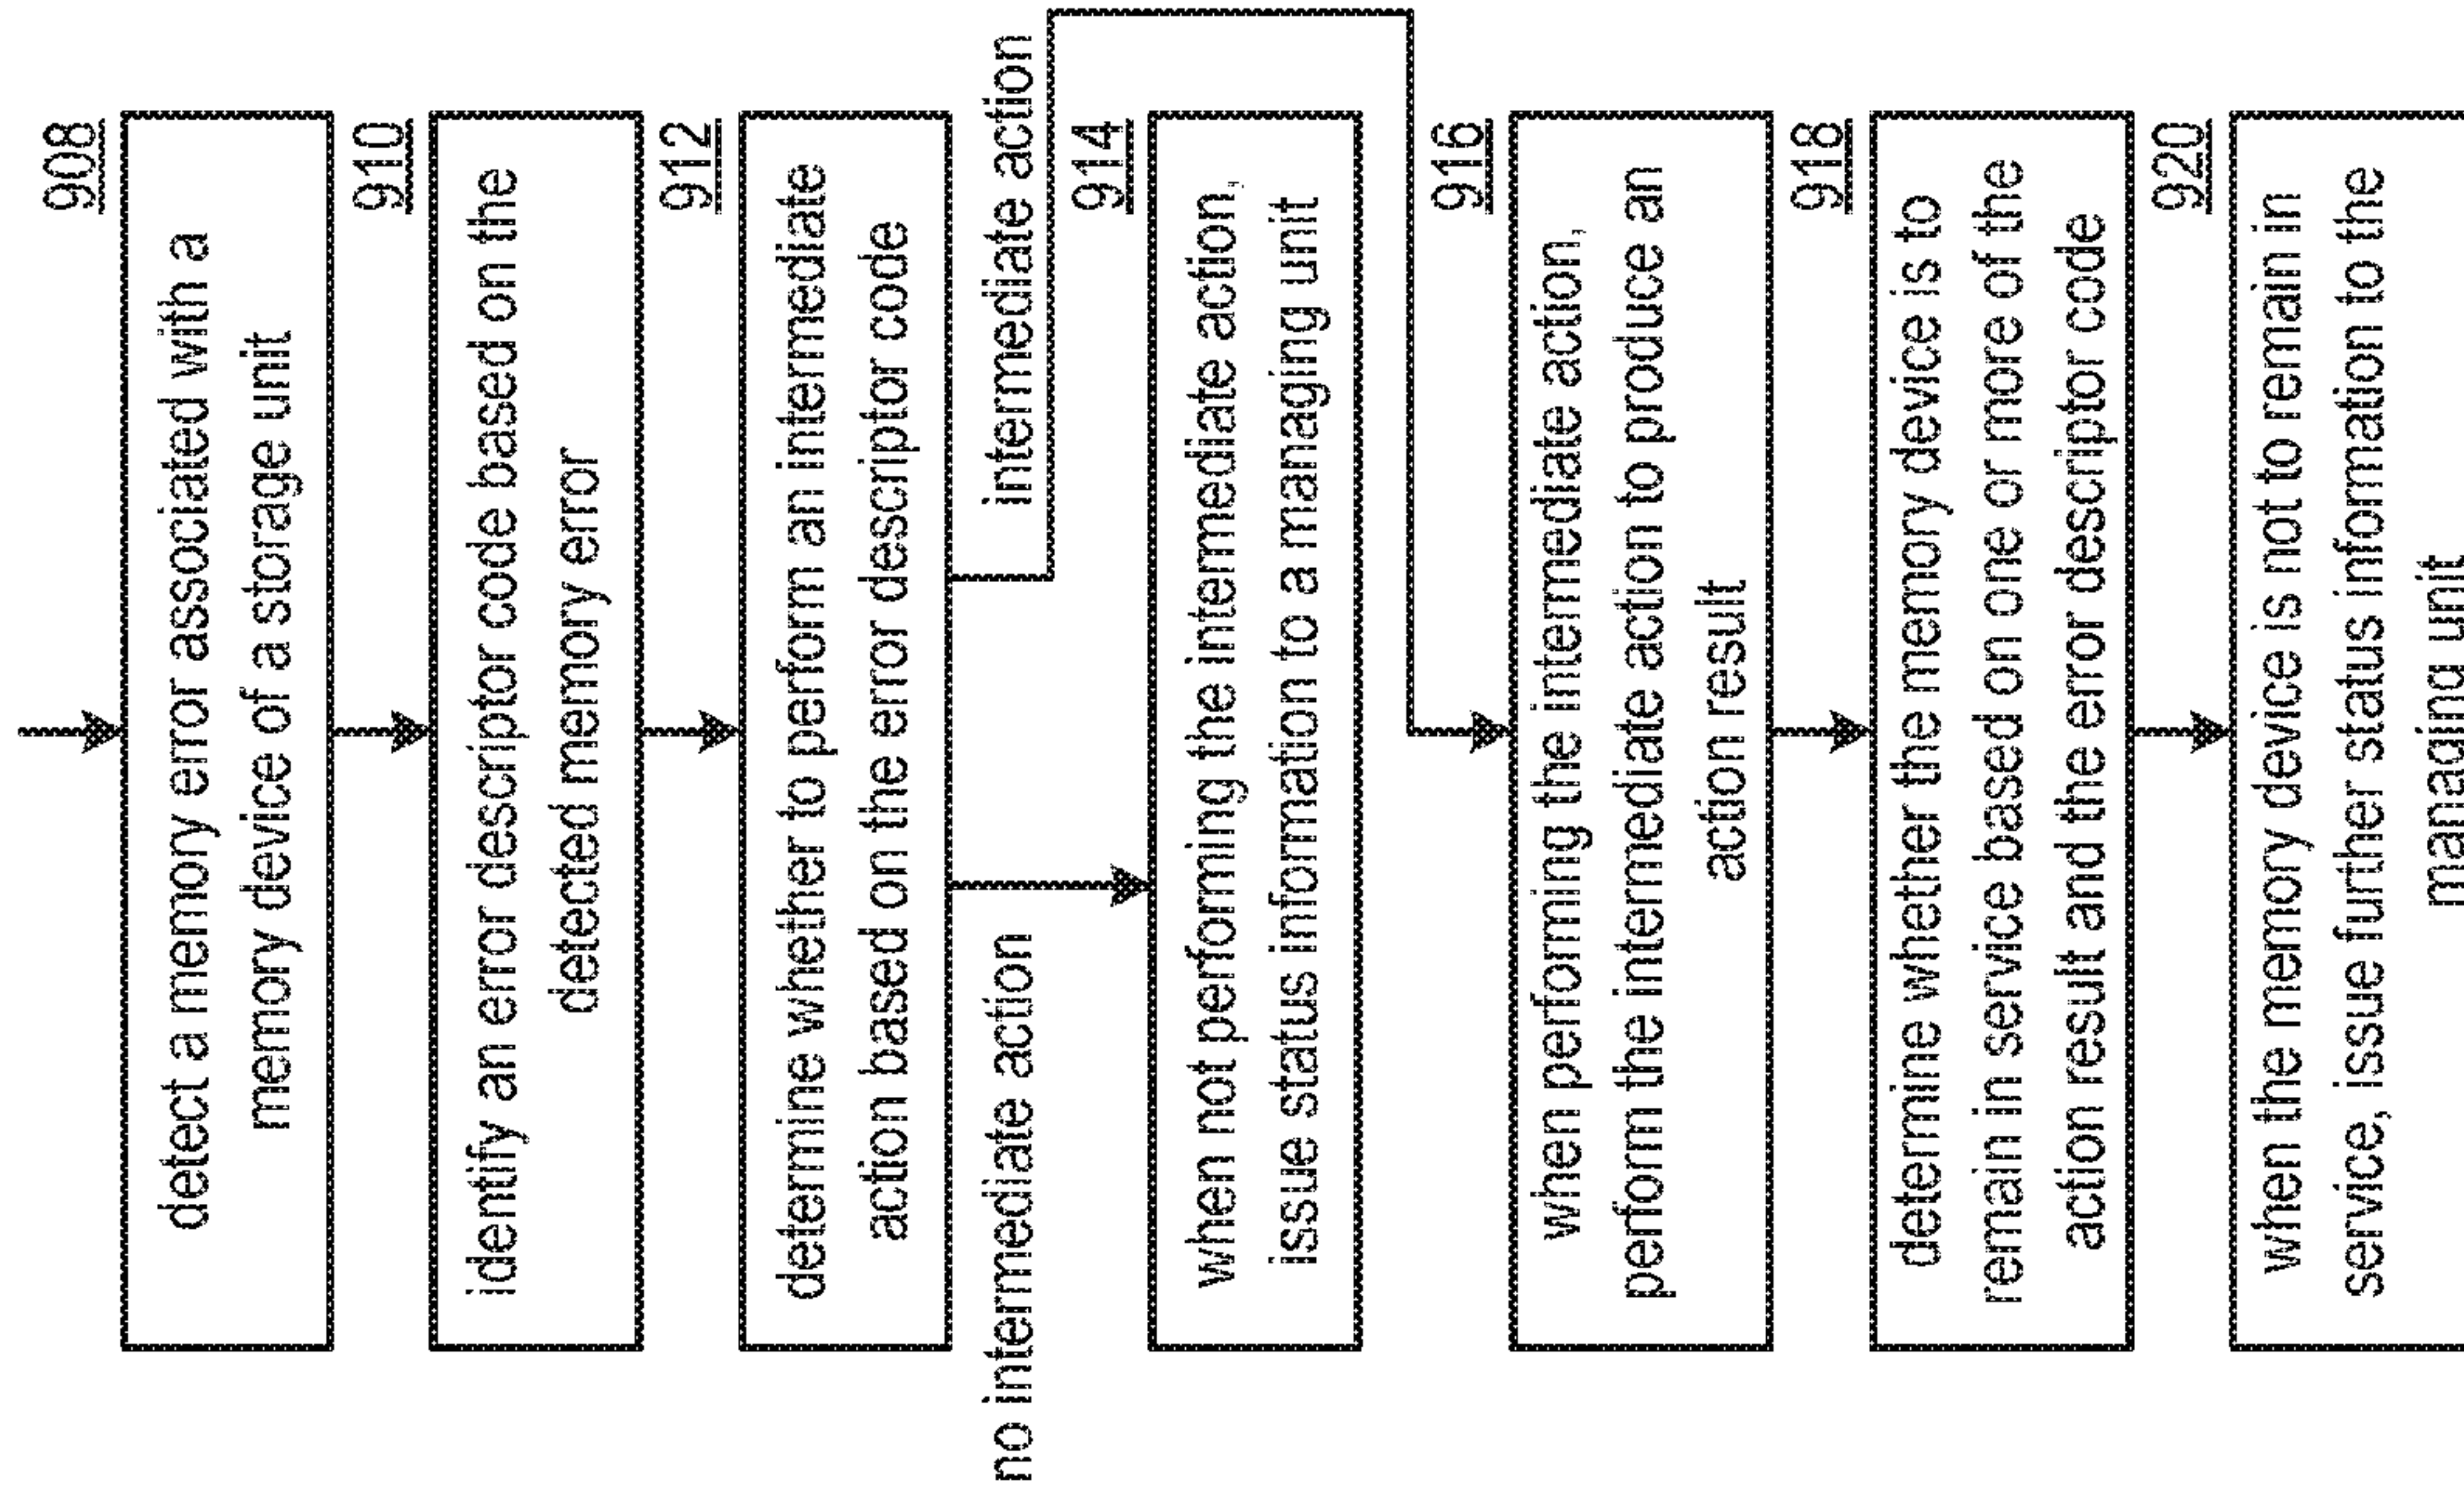 908
detect a memory error associated with a
memory device of a storage unit
910
identify an error descriptor code based on the
detected memory error
912
determine whether to perform an intermediate
action based on the error descriptor code
no intermediate action
intermediate action
914
when not performing the intermediate action,
issue status information to a managing unit
916
when performing the intermediate action,
perform the intermediate action to produce an
action result
918
determine whether the memory device is to
remain in service based on one or more of the
action result and the error descriptor code
920
when the memory device is not to remain in
service, issue further status information to the
managing unit